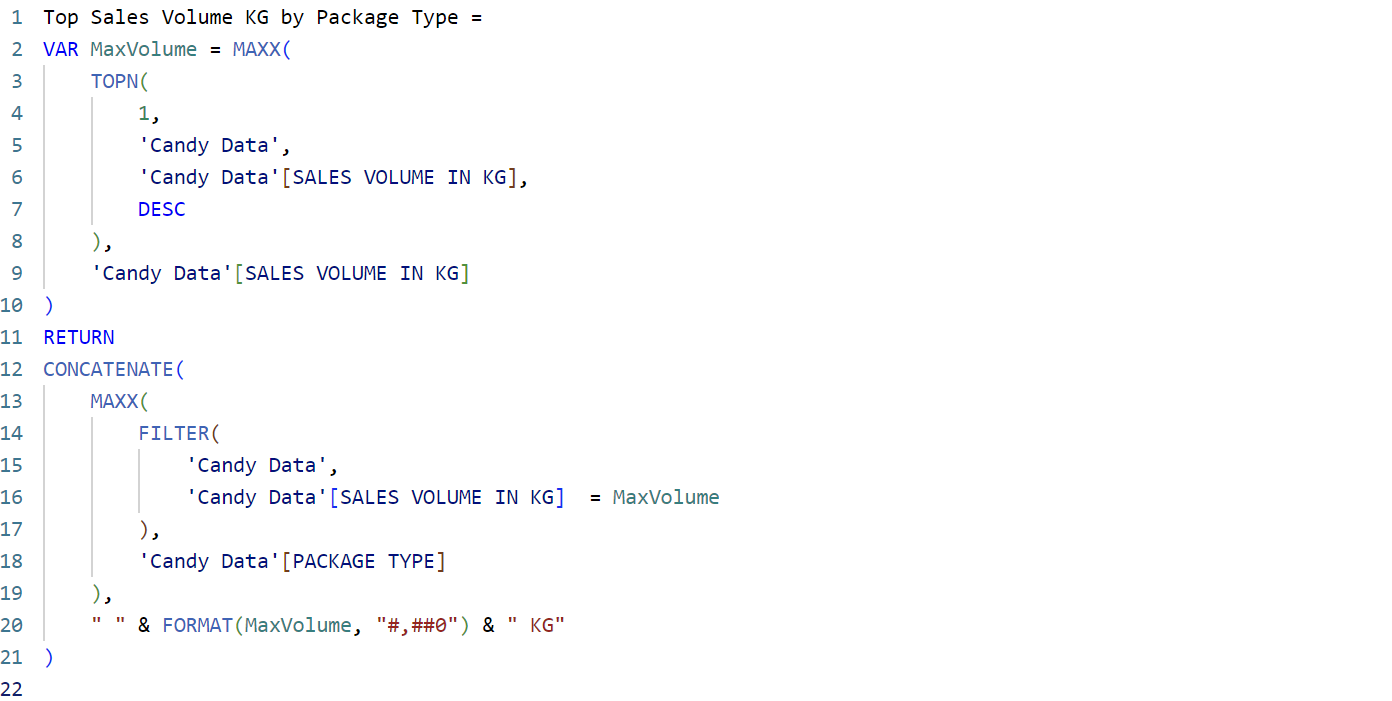 1 Top Sales Volume KG by Package Type =
2 VAR MaxVolume = MAXX(
3     TOPN(
4         1,
5         'Candy Data',
6         'Candy Data'[SALES VOLUME IN KG],
7         DESC
8     ),
9     'Candy Data'[SALES VOLUME IN KG]
10 )
11 RETURN
12 CONCATENATE(
13     MAXX(
14         FILTER(
15             'Candy Data',
16             'Candy Data'[SALES VOLUME IN KG]  = MaxVolume
17         ),
18         'Candy Data'[PACKAGE TYPE]
19     ),
20     " " & FORMAT(MaxVolume, "#,##0") & " KG"
21 )
22